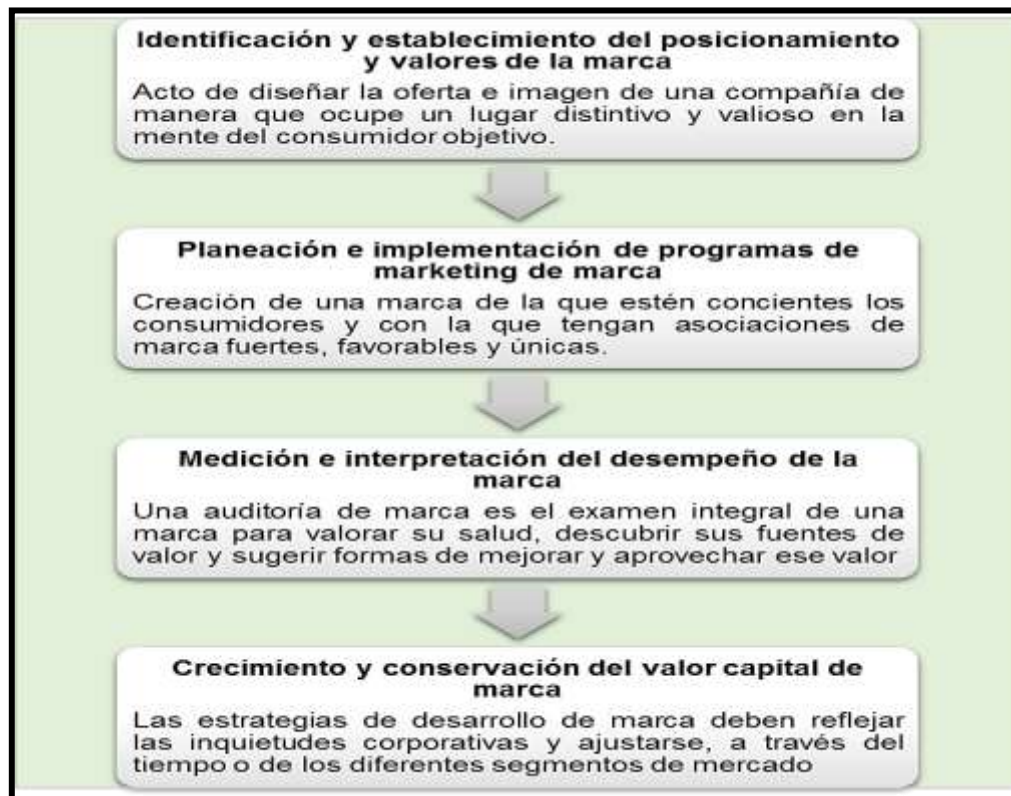 Identificación y establecimiento del posicionamiento
y valores de la marca
Acto de diseñar la oferta e imagen de una compañía de
manera que ocupe un lugar distintivo y valioso en la
mente del consumidor objetivo.
Planeación e implementación de programas de
marketing de marca
Creación de una marca de la que estén concientes los
consumidores y con la que tengan asociaciones de
marca fuertes, favorables y únicas.
Medición e interpretación del desempeño de la
marca
Una auditoría de marca es el examen integral de una
marca para valorar su salud, descubrir sus fuentes de
valor y sugerir formas de mejorar y aprovechar ese valor
Crecimiento y conservación del valor capital de
marca
Las estrategias de desarrollo de marca deben reflejar
las inquietudes corporativas y ajustarse, a través del
tiempo o de los diferentes segmentos de mercado